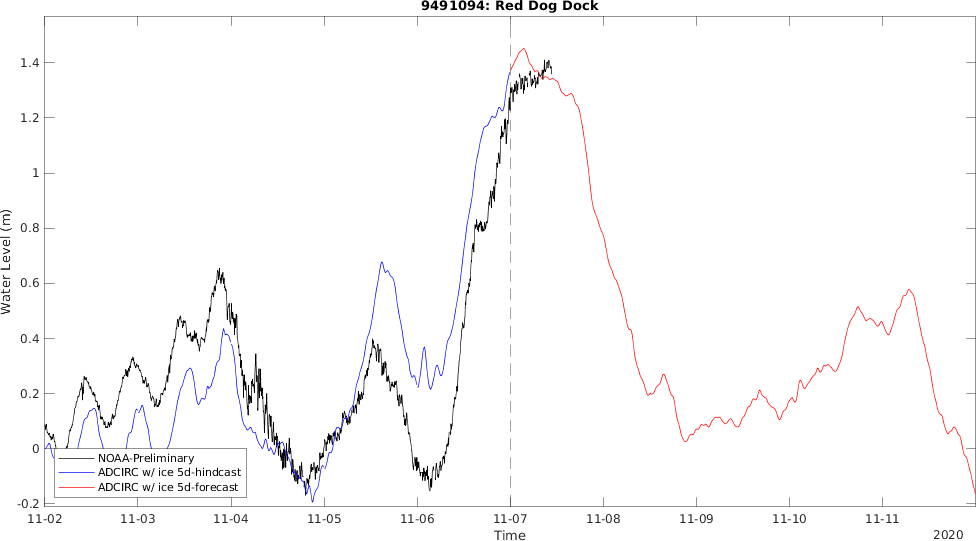 9491094: Red Dog Dock
Water Level (m)
1.4
1.2
1
0.8
0.6
0.4
0.2
0
-0.2
NOAA-Preliminary
ADCIRC w/ ice 5d-hindcast
ADCIRC w/ ice 5d-forecast
11-02 11-03 11-04 11-05 11-06 11-07 11-08 11-09 11-10 11-11
Time
2020